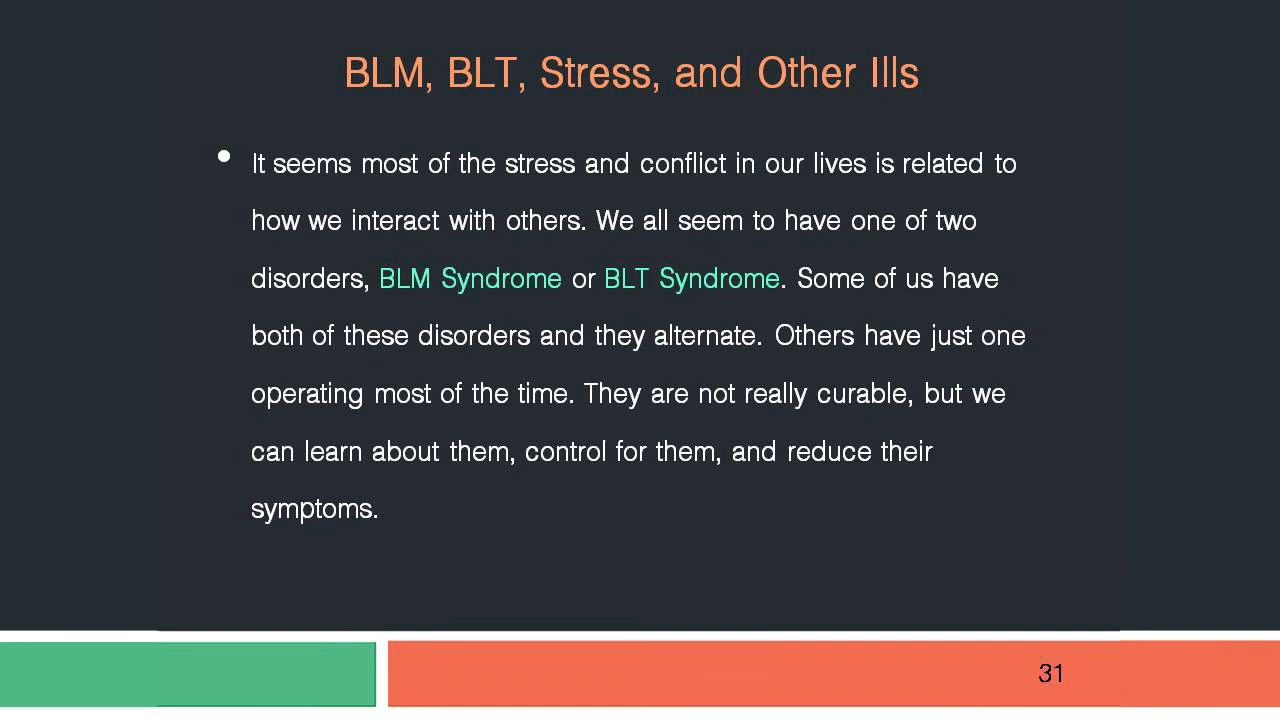 BLM, BLT, Stress, and Other Ills
• It seems most of the stress and conflict in our lives is related to
how we interact with others. We all seem to have one of two
disorders, BLM Syndrome or BLT Syndrome. Some of us have
both of these disorders and they alternate. Others have just one
operating most of the time. They are not really curable, but we
can learn about them, control for them, and reduce their
symptoms.
31